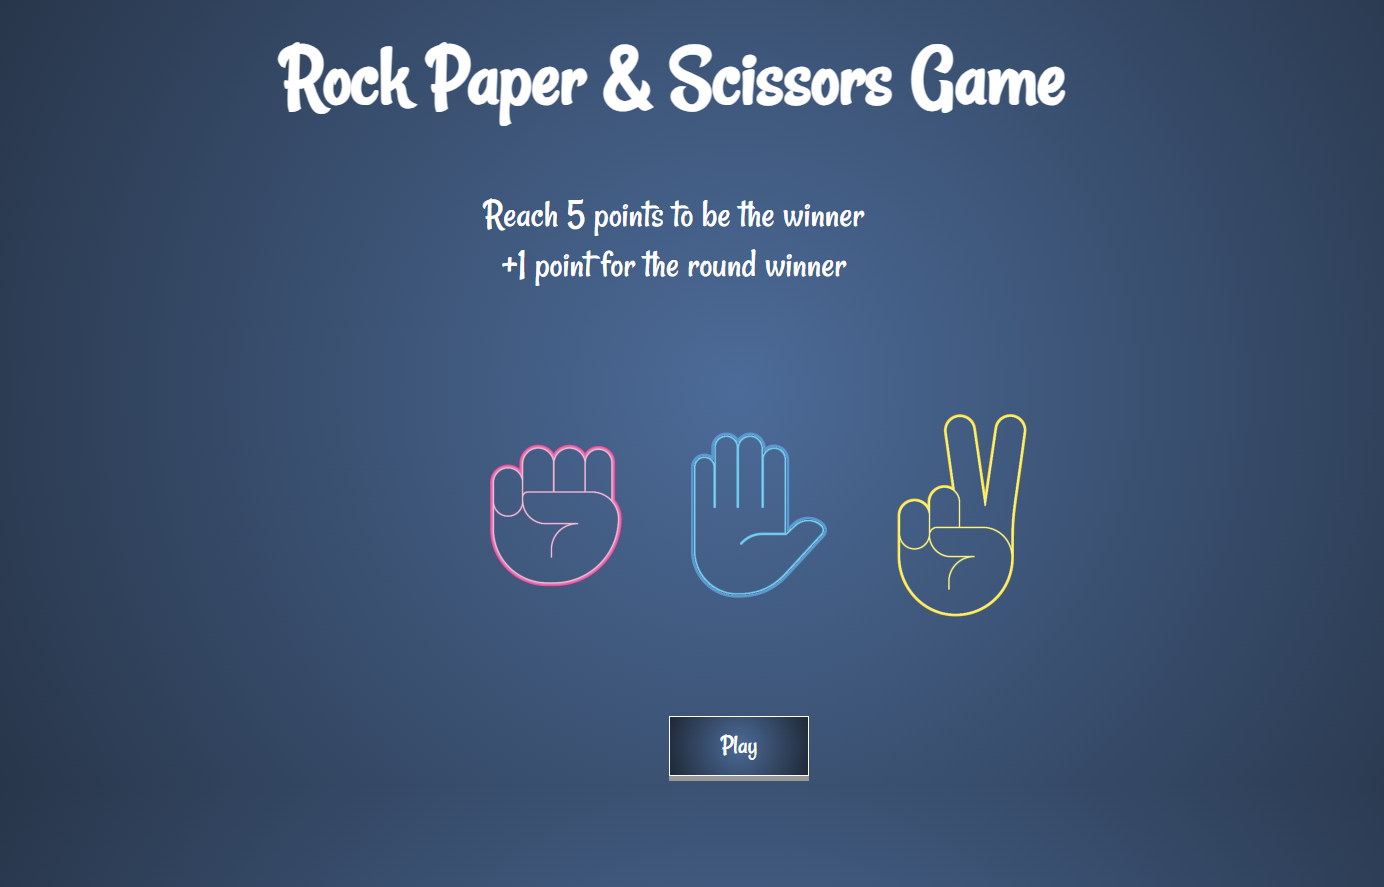 Rock Paper & Scissors Game
Reach 5 points to be the winner
+1 point for the round winner
Play